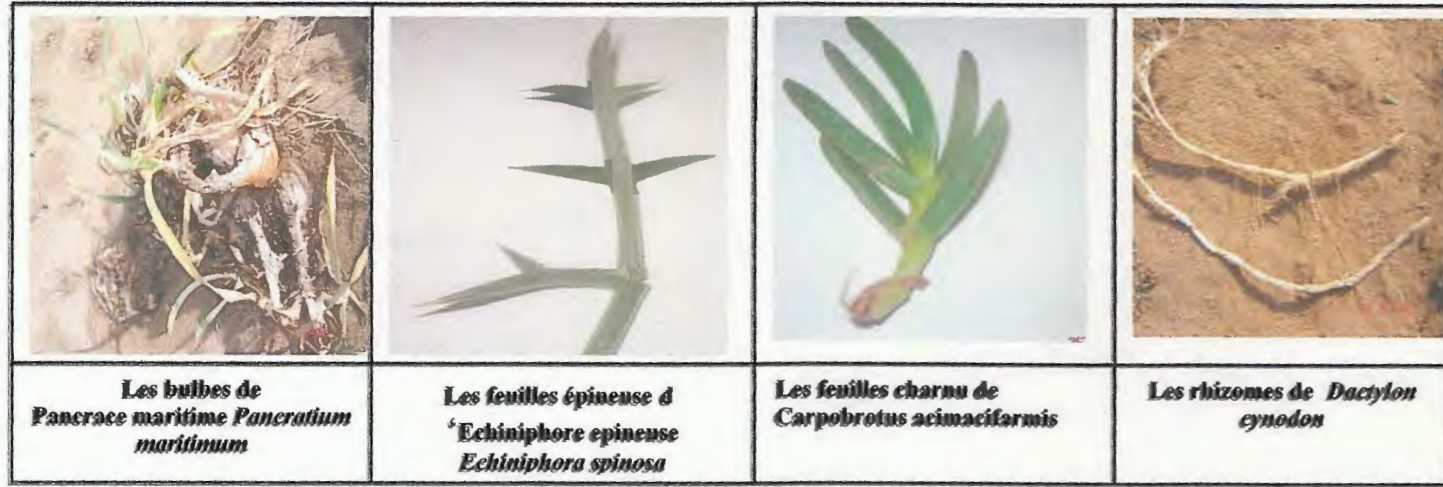 Les bulbes de
Pancrace maritime Pancratium
maritimum
Les feuilles épineuse d
‘Echiniphore epineuse
Echiniphora spinosa
Les feuilles charnu de
Carpobrotus acimacifarmis
Les rhizomes de Dactylon
cynodon